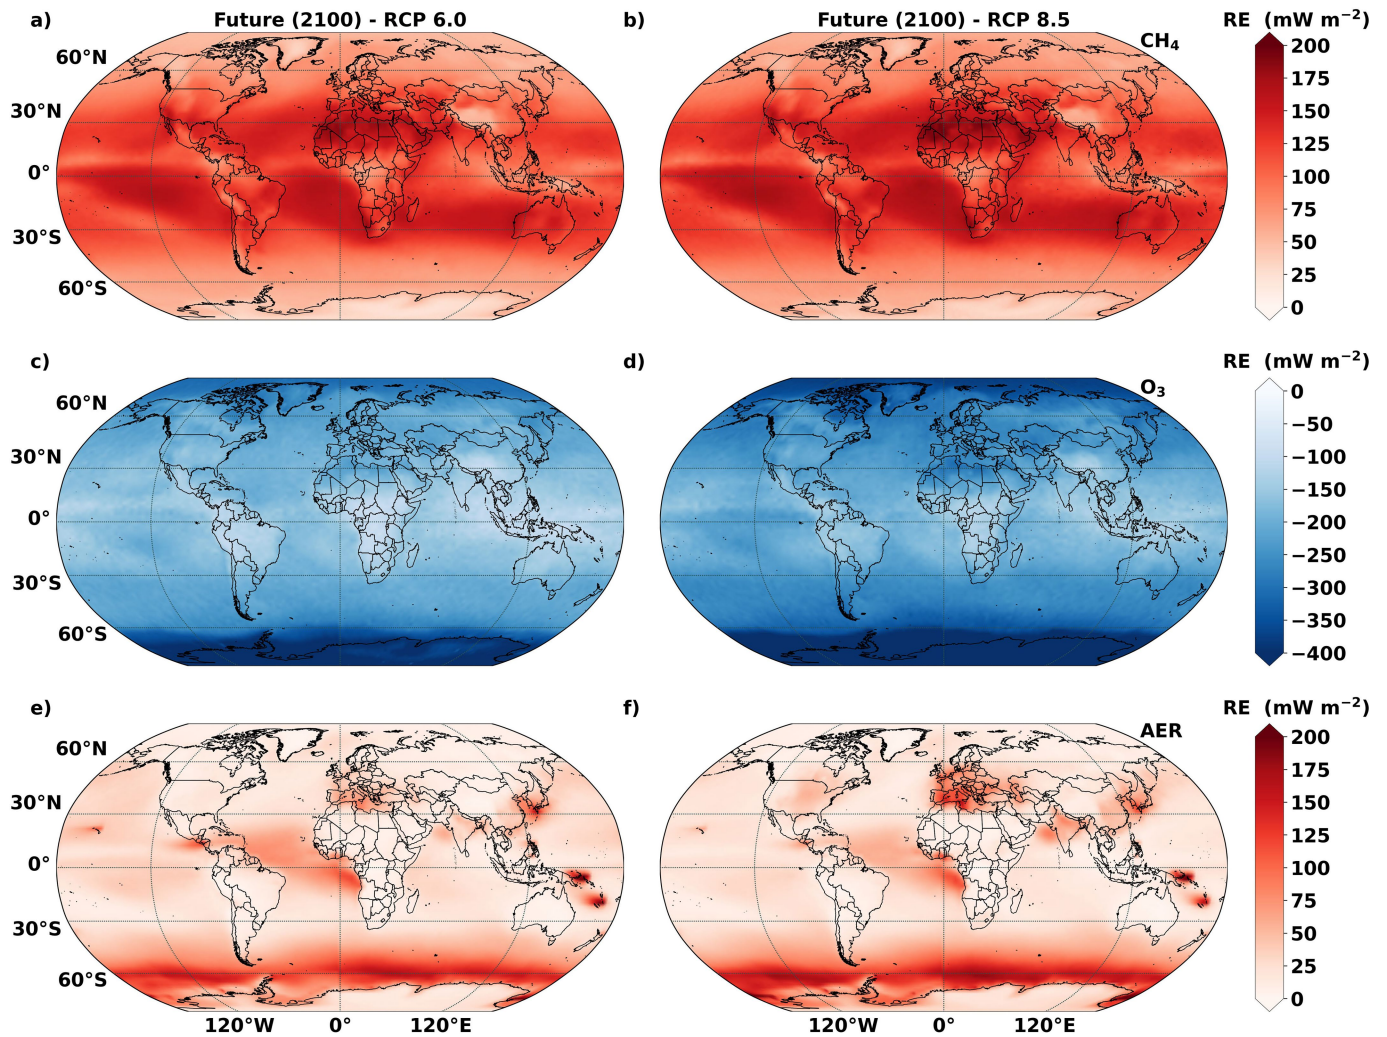 a) Future (2100) - RCP 6.0
b) Future (2100) - RCP 8.5
RE (mW m⁻²)
CH₄
60°N
30°N
0°
30°S
60°S
200
175
150
125
100
75
50
25
0
c)
d)
RE (mW m⁻²)
O₃
60°N
30°N
0°
30°S
60°S
0
−50
−100
−150
−200
−250
−300
−350
−400
e)
f)
RE (mW m⁻²)
AER
60°N
30°N
0°
30°S
60°S
200
175
150
125
100
75
50
25
0
120°W 0° 120°E
120°W 0° 120°E